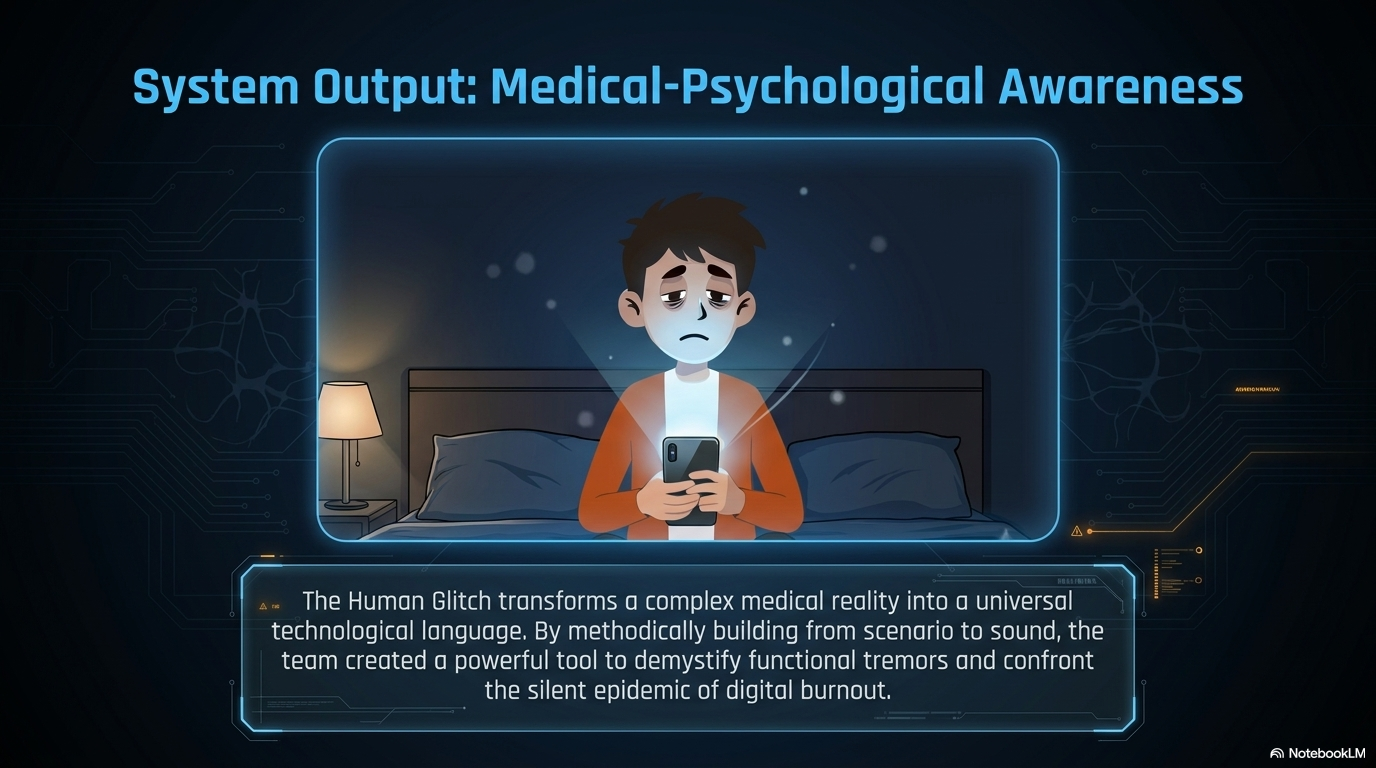 System Output: Medical-Psychological Awareness
The Human Glitch transforms a complex medical reality into a universal
technological language. By methodically building from scenario to sound, the
team created a powerful tool to demystify functional tremors and confront
the silent epidemic of digital burnout.
NotebookLM